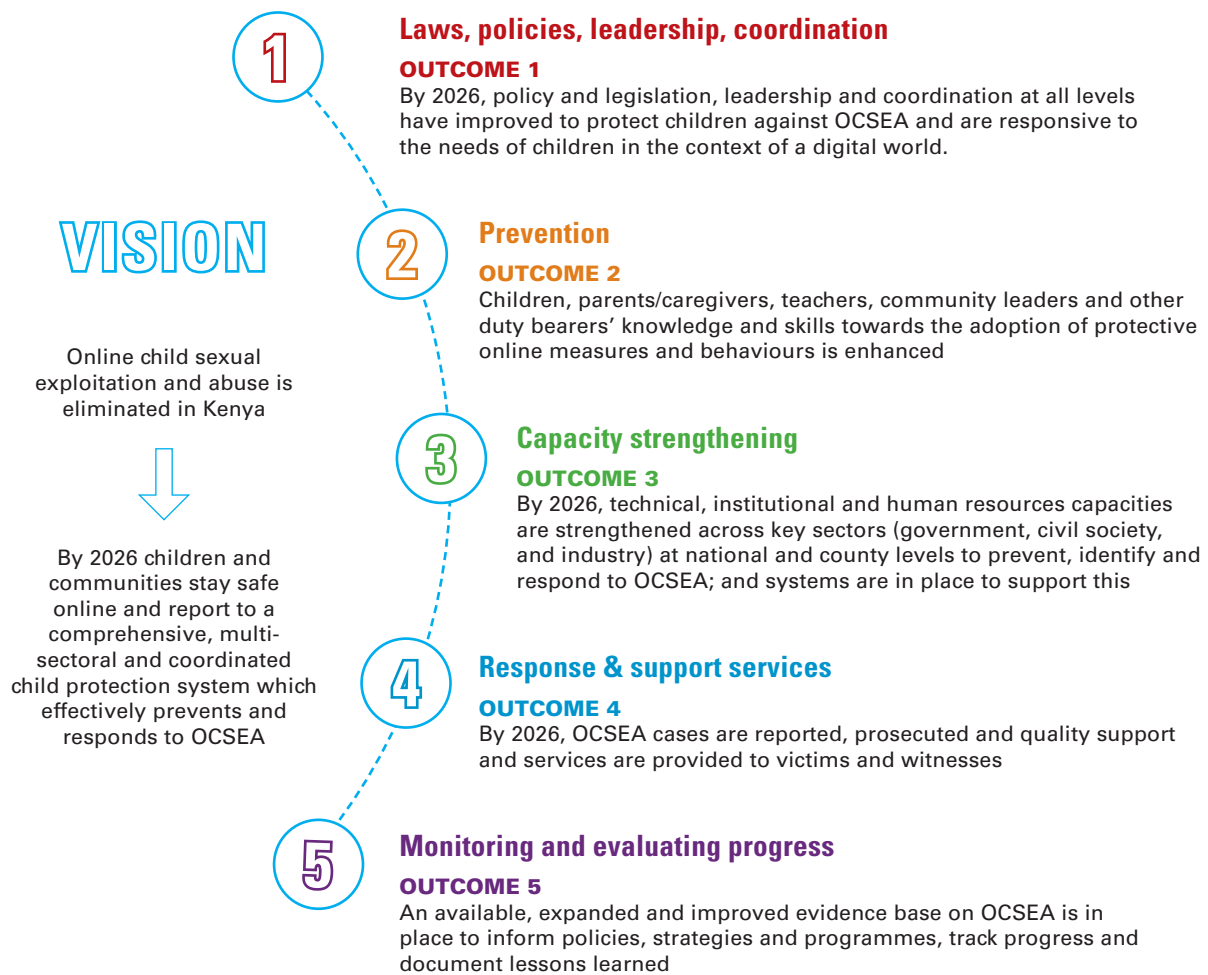 1
Laws, policies, leadership, coordination
OUTCOME 1
By 2026, policy and legislation, leadership and coordination at all levels
have improved to protect children against OCSEA and are responsive to
the needs of children in the context of a digital world.
VISION
Online child sexual
exploitation and abuse is
eliminated in Kenya
By 2026 children and
communities stay safe
online and report to a
comprehensive, multi-
sectoral and coordinated
child protection system which
effectively prevents and
responds to OCSEA
2
Prevention
OUTCOME 2
Children, parents/caregivers, teachers, community leaders and other
duty bearers’ knowledge and skills towards the adoption of protective
online measures and behaviours is enhanced
3
Capacity strengthening
OUTCOME 3
By 2026, technical, institutional and human resources capacities
are strengthened across key sectors (government, civil society,
and industry) at national and county levels to prevent, identify and
respond to OCSEA; and systems are in place to support this
4
Response & support services
OUTCOME 4
By 2026, OCSEA cases are reported, prosecuted and quality support
and services are provided to victims and witnesses
5
Monitoring and evaluating progress
OUTCOME 5
An available, expanded and improved evidence base on OCSEA is in
place to inform policies, strategies and programmes, track progress and
document lessons learned